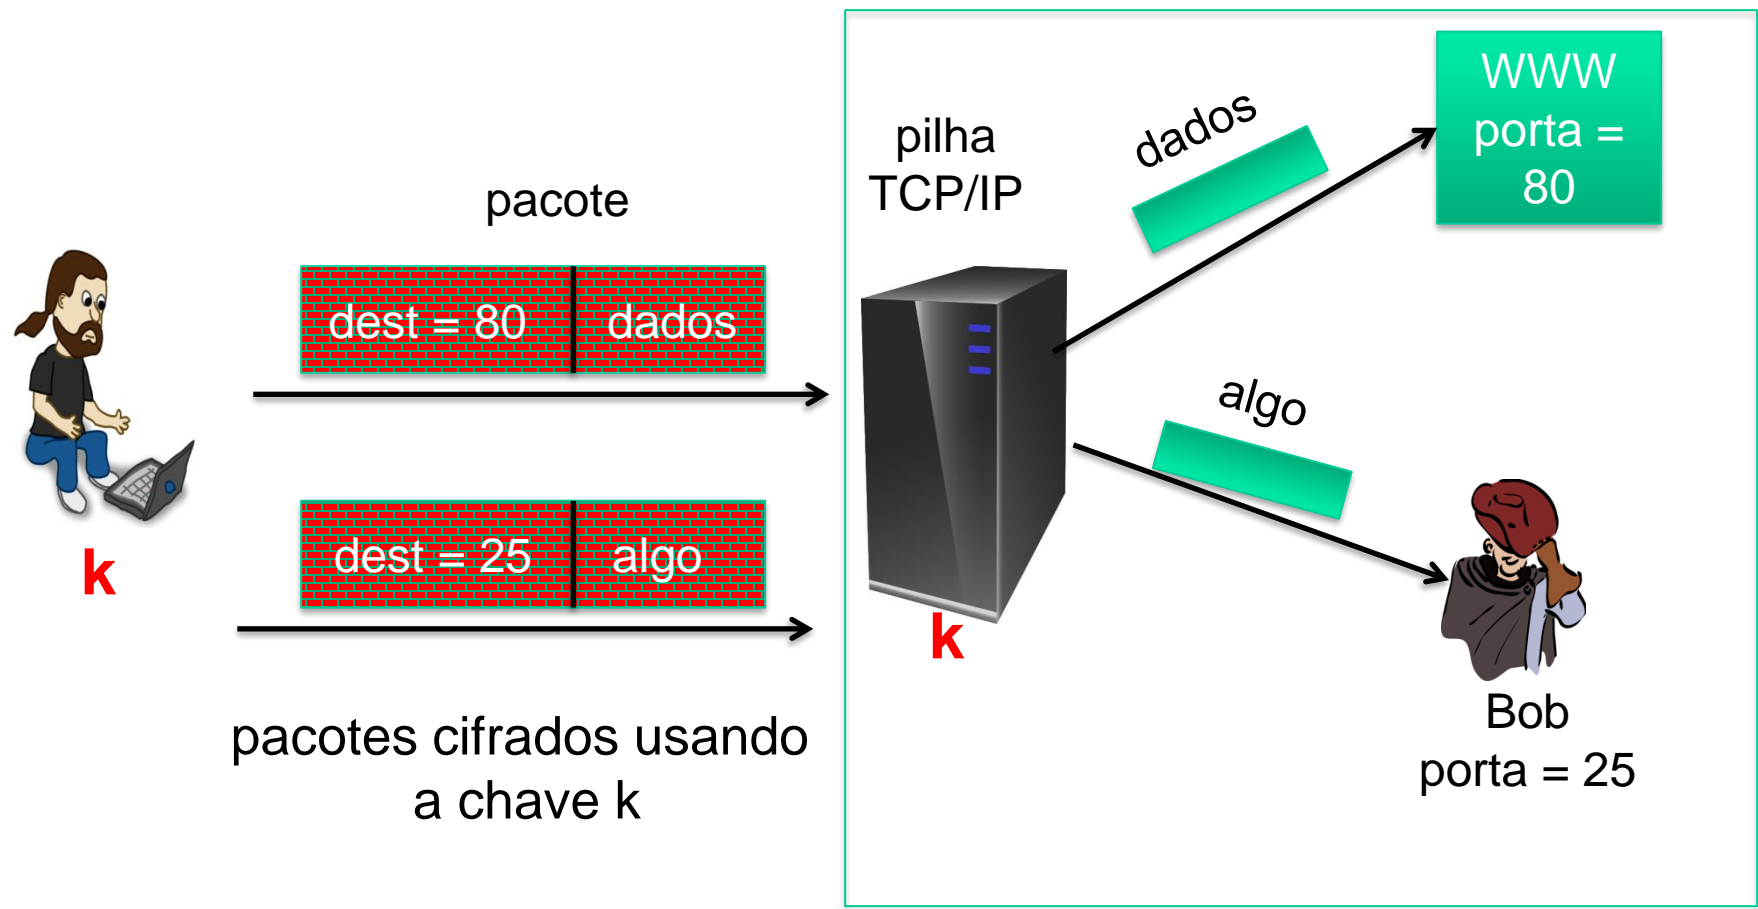 pacote
dest = 80
dados
k
dest = 25
algo
pacotes cifrados usando
a chave k
pilha
TCP/IP
k
dados
WWW
porta =
80
algo
Bob
porta = 25